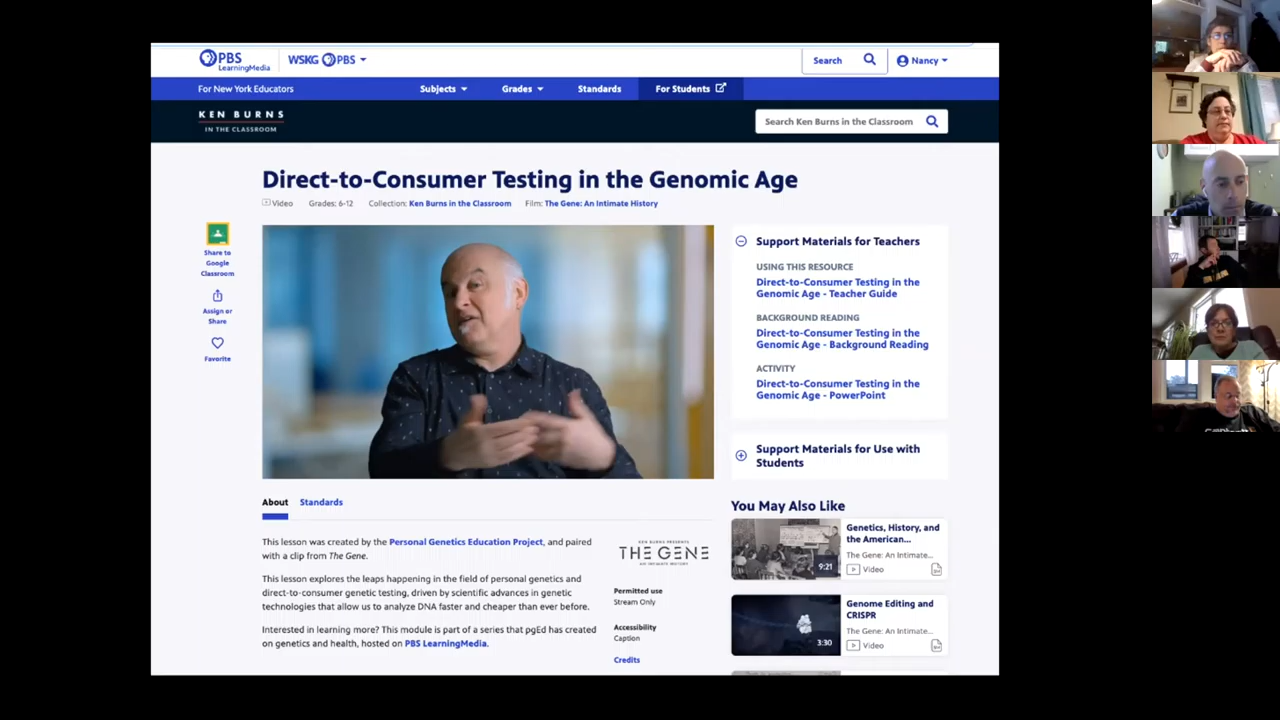 PBS
LearningMedia
WSKG PBS
Search
Nancy
For New York Educators
Subjects
Grades
Standards
For Students
KEN BURNS
IN THE CLASSROOM
Search Ken Burns in the Classroom
Direct-to-Consumer Testing in the Genomic Age
Video Grades: 6-12 Collection: Ken Burns in the Classroom Film: The Gene: An Intimate History
Share to
Google
Classroom
Assign or
Share
Favorite
Support Materials for Teachers
USING THIS RESOURCE
Direct-to-Consumer Testing in the
Genomic Age - Teacher Guide
BACKGROUND READING
Direct-to-Consumer Testing in the
Genomic Age - Background Reading
ACTIVITY
Direct-to-Consumer Testing in the
Genomic Age - PowerPoint
Support Materials for Use with
Students
About Standards
This lesson was created by the Personal Genetics Education Project, and paired
with a clip from The Gene.
This lesson explores the leaps happening in the field of personal genetics and
direct-to-consumer genetic testing, driven by scientific advances in genetic
technologies that allow us to analyze DNA faster and cheaper than ever before.
Interested in learning more? This module is part of a series that pgEd has created
on genetics and health, hosted on PBS LearningMedia.
KEN BURNS PRESENTS
THE GENE
AN INTIMATE HISTORY
Permitted use
Stream Only
Accessibility
Caption
Credits
You May Also Like
9:21
Genetics, History, and
the American...
The Gene: An Intimate...
Video
3:30
Genome Editing and
CRISPR
The Gene: An Intimate...
Video